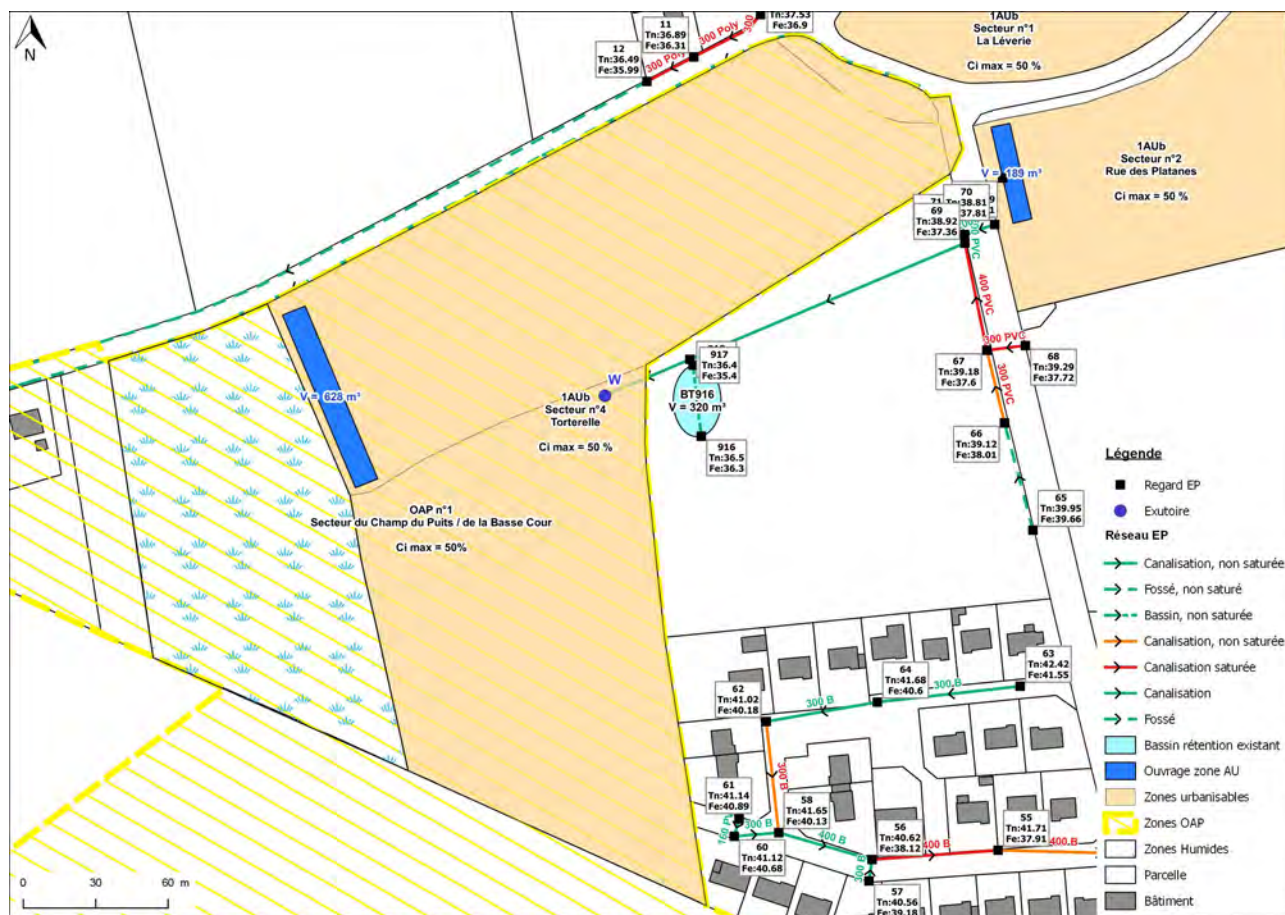 N
11
Tn:36.89
Fe:36.31
12
Tn:36.49
Fe:35.99
300 Poly
300 Poly
300
Tn:37.53
Fe:36.9
1AUb
Secteur n°1
La Léverie
Ci max = 50 %
1AUb
Secteur n°2
Rue des Platanes
Ci max = 50 %
V = 189 m³
70
Tn:38.81
37.81
71
69
Tn:38.92
Fe:37.36
PVC
400 PVC
300 PVC
67
Tn:39.18
Fe:37.6
68
Tn:39.29
Fe:37.72
300 PVC
66
Tn:39.12
Fe:38.01
65
Tn:39.95
Fe:39.66
917
Tn:36.4
Fe:35.4
BT916
V = 320 m³
916
Tn:36.5
Fe:36.3
W
1AUb
Secteur n°4
Torterelle
Ci max = 50 %
V = 628 m³
OAP n°1
Secteur du Champ du Puits / de la Basse Cour
Ci max = 50%
63
Tn:42.42
Fe:41.55
300 B
64
Tn:41.68
Fe:40.6
300 B
62
Tn:41.02
Fe:40.18
300 B
61
Tn:41.14
Fe:40.89
160 PV
300 B
60
Tn:41.12
Fe:40.68
58
Tn:41.65
Fe:40.13
400 B
56
Tn:40.62
Fe:38.12
400 B
55
Tn:41.71
Fe:37.91
400.B
300 B
57
Tn:40.56
Fe:39.18
Légende
Regard EP
Exutoire
Réseau EP
Canalisation, non saturée
Fossé, non saturé
Bassin, non saturée
Canalisation, non saturée
Canalisation saturée
Canalisation
Fossé
Bassin rétention existant
Ouvrage zone AU
Zones urbanisables
Zones OAP
Zones Humides
Parcelle
Bâtiment
0 30 60 m